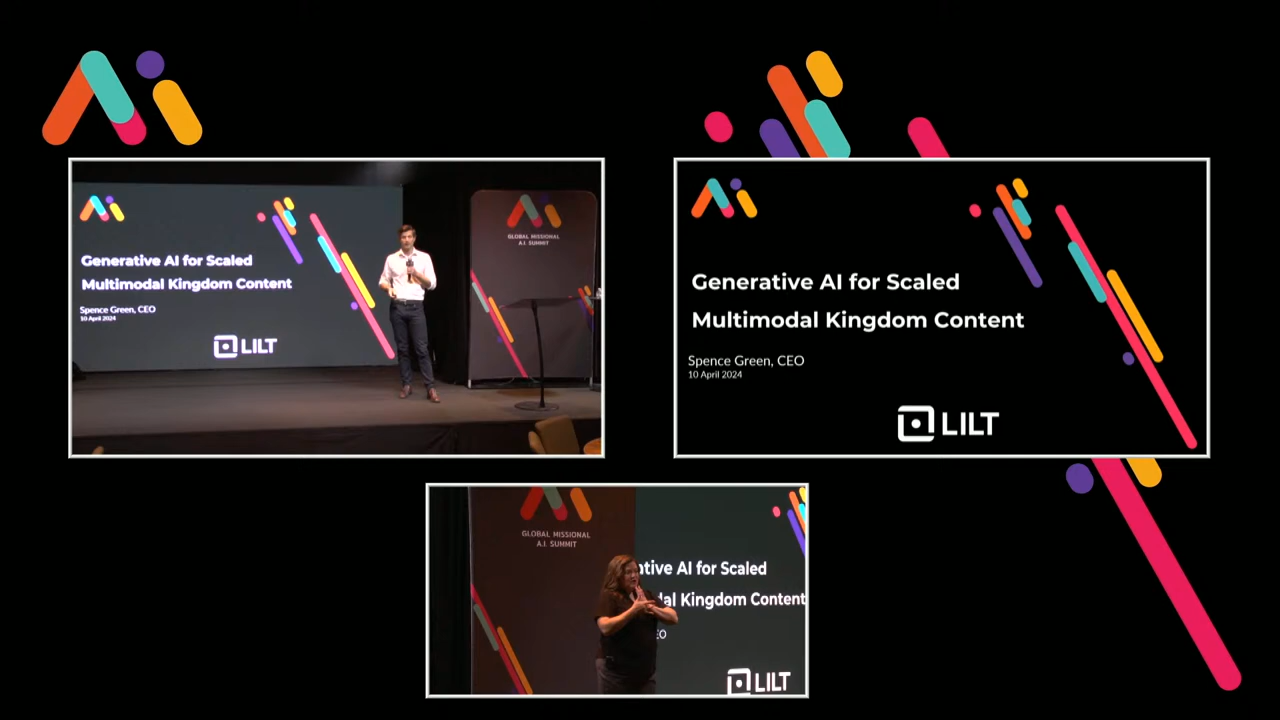 Generative AI for Scaled
Multimodal Kingdom Content
Spence Green, CEO
10 April 2024
LILT
GLOBAL MISSIONAL
A.I. SUMMIT
Generative AI for Scaled
Multimodal Kingdom Content
Spence Green, CEO
10 April 2024
LILT
GLOBAL MISSIONAL
A.I. SUMMIT
ative AI for Scaled
dal Kingdom Content
EO
LILT